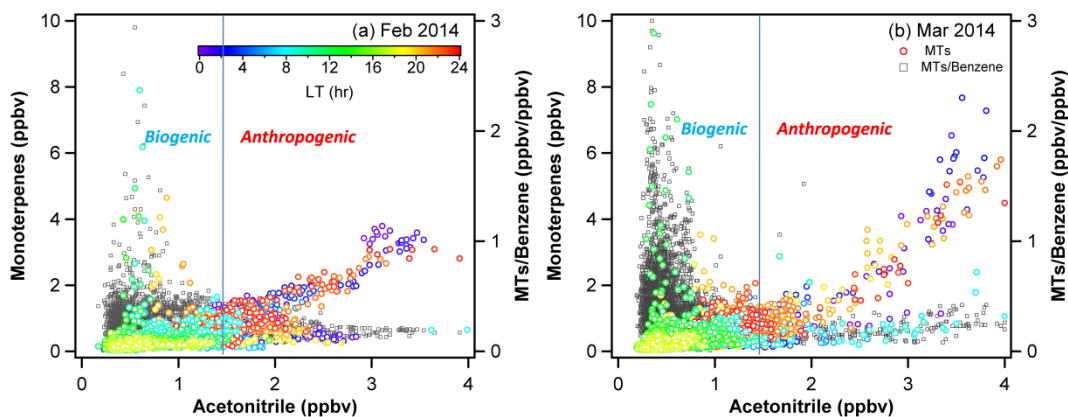 (a) Feb 2014
0 4 8 12 16 20 24
LT (hr)
Biogenic Anthropogenic
Monoterpenes (ppbv)
10
8
6
4
2
0
MTs/Benzene (ppbv/ppbv)
3
2
1
0
0 1 2 3 4
Acetonitrile (ppbv)
(b) Mar 2014
MTs
MTs/Benzene
Biogenic Anthropogenic
Monoterpenes (ppbv)
10
8
6
4
2
0
MTs/Benzene (ppbv/ppbv)
3
2
1
0
0 1 2 3 4
Acetonitrile (ppbv)